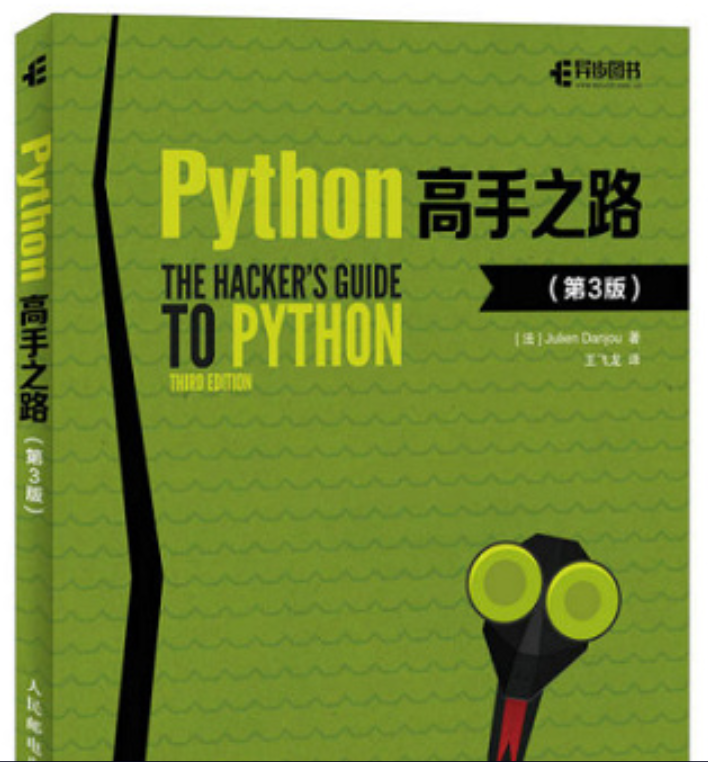 异步图书
Python 高手之路
THE HACKER'S GUIDE
TO PYTHON
THIRD EDITION
(第3版)
[法] Julien Danjou 著
王飞龙 译
Python 高手之路 (第3版)
人民邮电